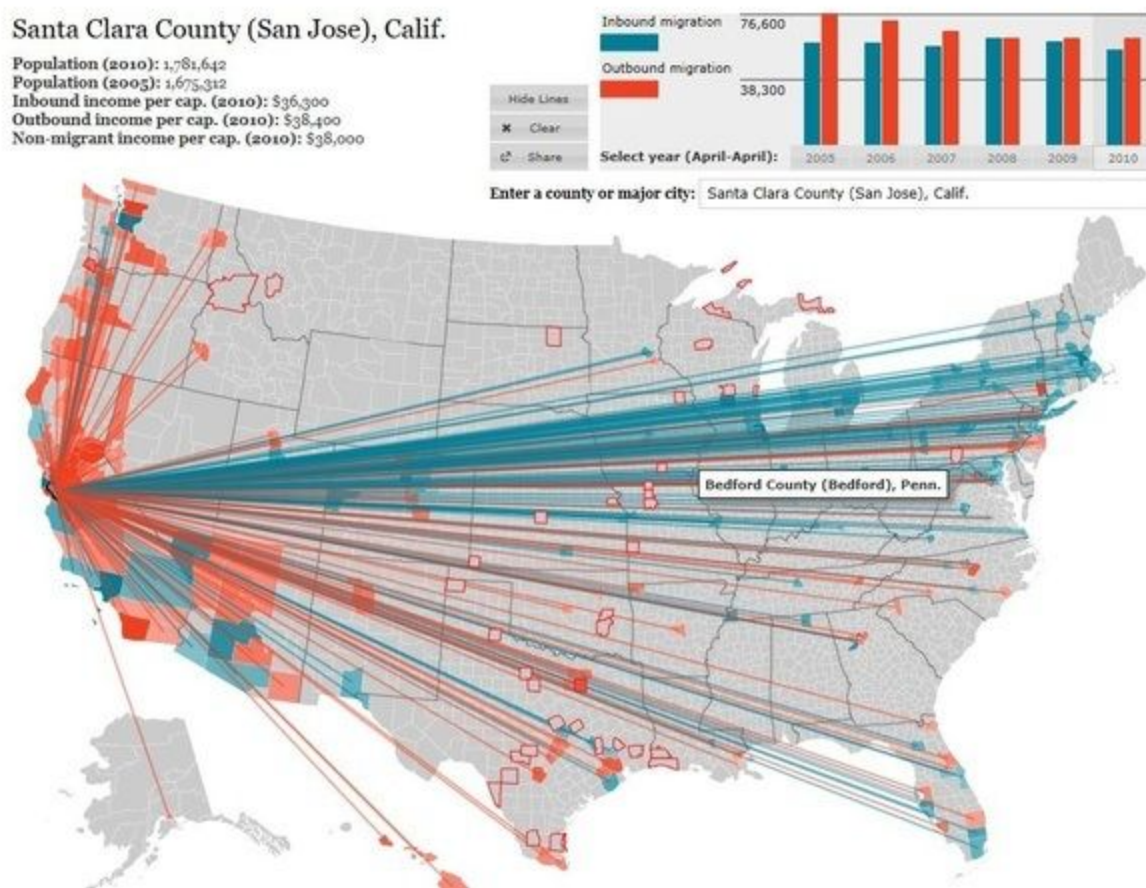 Santa Clara County (San Jose), Calif.
Population (2010): 1,781,642
Population (2005): 1,675,312
Inbound income per cap. (2010): $36,300
Outbound income per cap. (2010): $38,400
Non-migrant income per cap. (2010): $38,000
Hide Lines
✖ Clear
Share
Inbound migration
Outbound migration
76,600
38,300
Select year (April-April): 2005 2006 2007 2008 2009 2010
Enter a county or major city: Santa Clara County (San Jose), Calif.
Bedford County (Bedford), Penn.